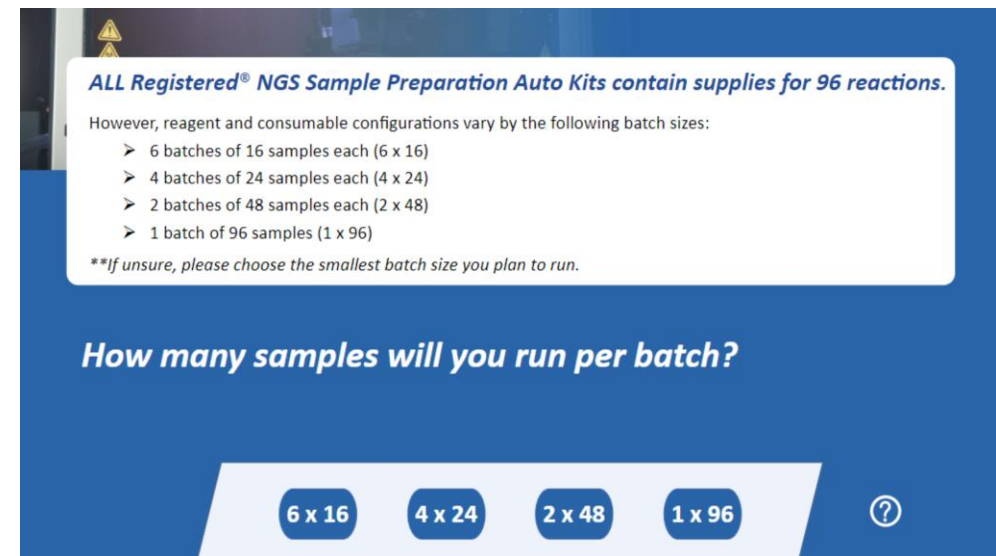 ALL Registered® NGS Sample Preparation Auto Kits contain supplies for 96 reactions.
However, reagent and consumable configurations vary by the following batch sizes:
➢ 6 batches of 16 samples each (6 x 16)
➢ 4 batches of 24 samples each (4 x 24)
➢ 2 batches of 48 samples each (2 x 48)
➢ 1 batch of 96 samples (1 x 96)
**If unsure, please choose the smallest batch size you plan to run.
How many samples will you run per batch?
6 x 16 4 x 24 2 x 48 1 x 96 ?